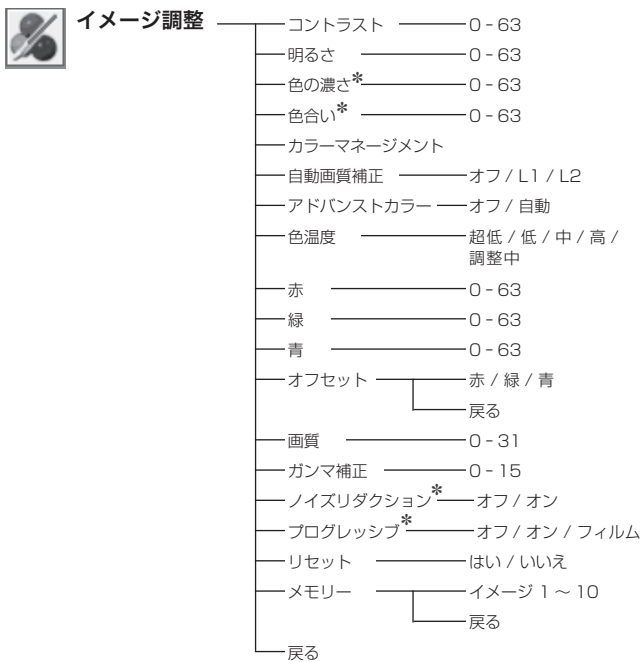 イメージ調整
コントラスト 0 - 63
明るさ 0 - 63
色の濃さ* 0 - 63
色合い* 0 - 63
カラーマネージメント
自動画質補正 オフ / L1 / L2
アドバンストカラー オフ / 自動
色温度 超低 / 低 / 中 / 高 /
調整中
赤 0 - 63
緑 0 - 63
青 0 - 63
オフセット 赤 / 緑 / 青
戻る
画質 0 - 31
ガンマ補正 0 - 15
ノイズリダクション* オフ / オン
プログレッシブ* オフ / オン / フィルム
リセット はい / いいえ
メモリー イメージ 1 ~ 10
戻る
戻る